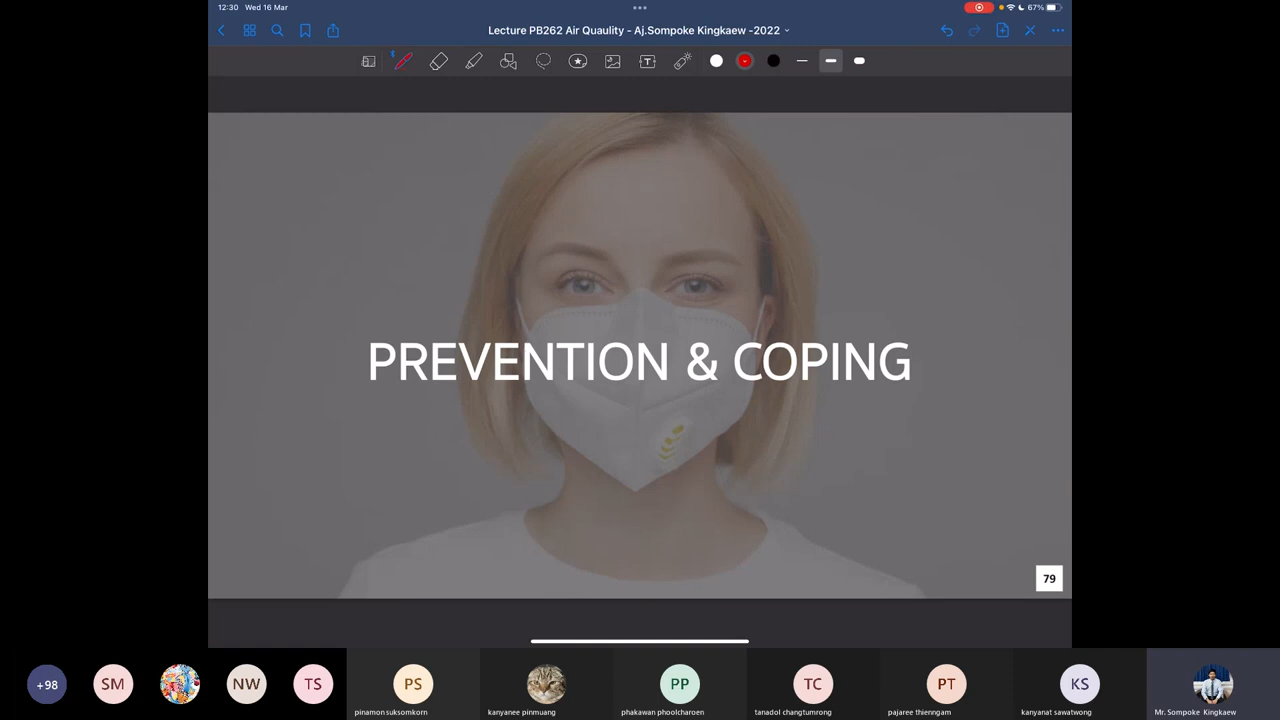 12:30 Wed 16 Mar
67%
Lecture PB262 Air Quaulity - Aj.Sompoke Kingkaew -2022
T
PREVENTION & COPING
79
+98
SM
NW
TS
PS
PP
TC
PT
KS
pinamon suksomkorn
kanyanee pinmuang
phakawan phoolcharoen
tanadol changtumrong
pajaree thienngam
kanyanat sawatwong
Mr. Sompoke Kingkaew